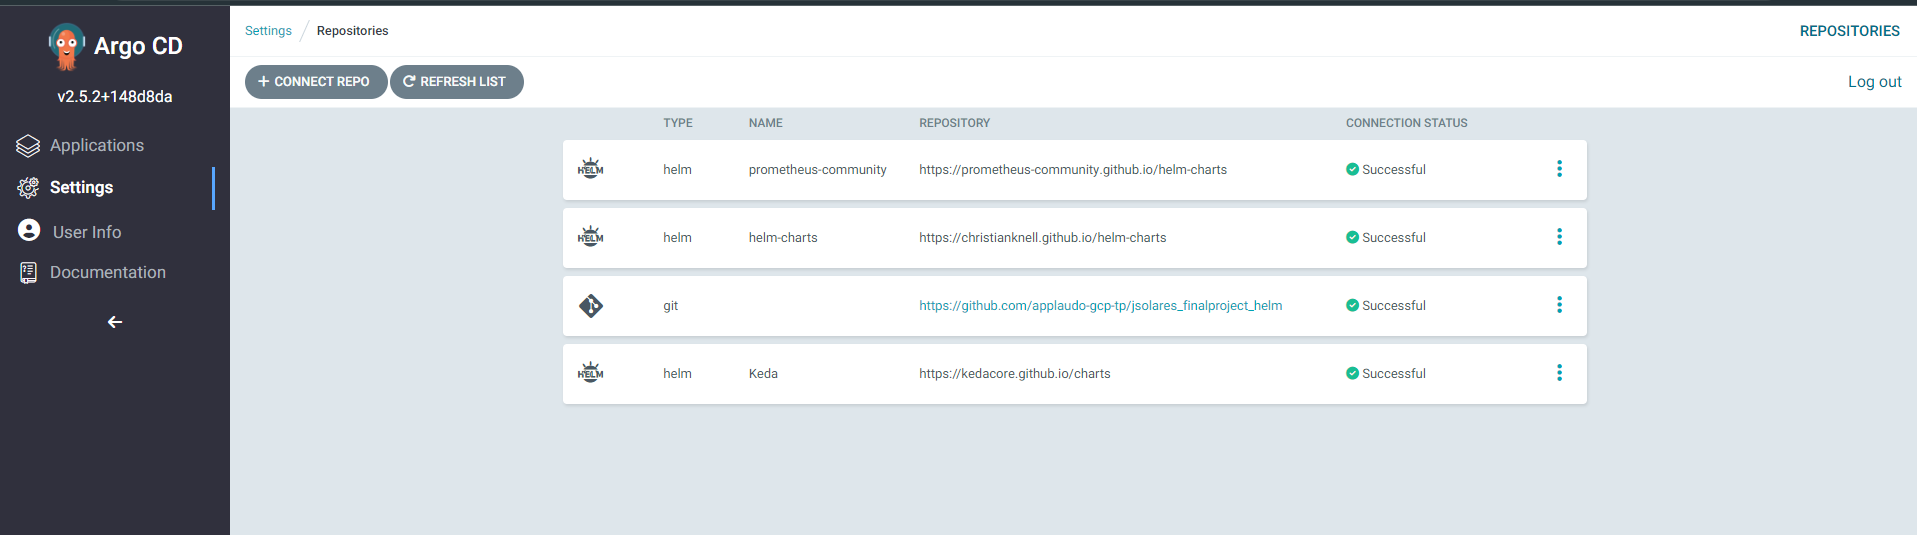 Argo CD
v2.5.2+148d8da
Applications
Settings
User Info
Documentation
Settings / Repositories
REPOSITORIES
+ CONNECT REPO
REFRESH LIST
Log out
TYPE NAME REPOSITORY CONNECTION STATUS
HELM helm prometheus-community https://prometheus-community.github.io/helm-charts Successful
HELM helm helm-charts https://christianknell.github.io/helm-charts Successful
git https://github.com/applaudo-gcp-tp/jsolares_finalproject_helm Successful
HELM helm Keda https://kedacore.github.io/charts Successful